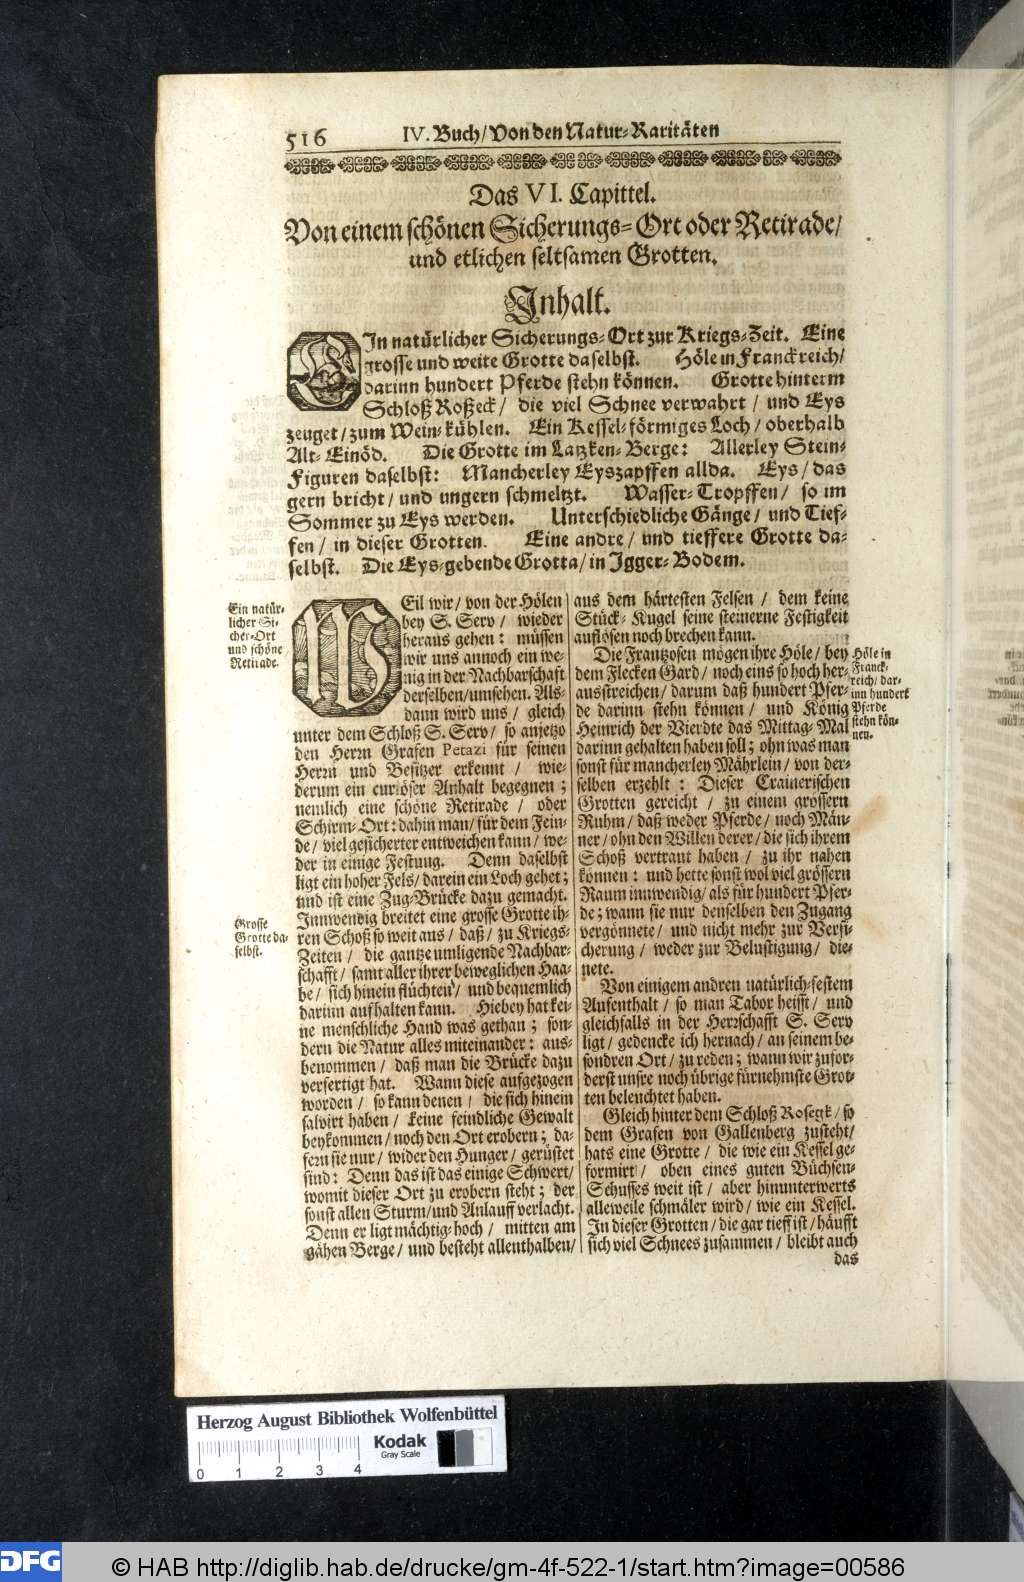 516 IV. Buch/ Von den Natur-Raritäten
Das VI. Capittel.
Von einem schönen Sicherungs-Ort oder Retirade/
und etlichen seltsamen Grotten.
Inhalt.
EIn natürlicher Sicherungs-Ort zur Kriegs-Zeit. Eine
grosse und weite Grotte daselbst. Höle in Franckreich/
darinn hundert Pferde stehn können. Grotte hinterm
Schloß Roßeck/ die viel Schnee verwahrt/ und Eys
zeuget/ zum Wein-kühlen. Ein Kessel-förmiges Loch/ oberhalb
Alt-Einöd. Die Grotte im Latzken-Berge: Allerley Stein-
Figuren daselbst: Mancherley Eyszapffen allda. Eys/ das
gern bricht/ und ungern schmeltzt. Wasser-Tropffen/ so im
Sommer zu Eys werden. Unterschiedliche Gänge/ und Tief-
fen/ in dieser Grotten. Eine andre/ und tieffere Grotte da-
selbst. Die Eys-gebende Grotta/ in Igger-Bodem.
Ein natür-
licher Si-
cher-Ort
und schöne
Retirade.
WEil wir/ von der Hölen
bey S. Serv/ wieder
heraus gehen: müssen
wir uns annoch ein we-
nig in der Nachbarschaft
derselben/ umsehen. Als-
dann wird uns/ gleich
unter dem Schloß S. Serv/ so anjetzo
den Herrn Grafen Petazi für seinen
Herrn und Besitzer erkennt/ wie-
derum ein curiöser Anhalt begegnen;
nemlich eine schöne Retirade/ oder
Schirm-Ort: dahin man/ für dem Fein-
de/ viel gesicherter entweichen kann/ we-
der in einige Festung. Denn daselbst
ligt ein hoher Fels/ darein ein Loch gehet;
und ist eine Zug-Brücke dazu gemacht.
Grosse
Grotte da-
selbst.
Innwendig breitet eine grosse Grotte ih-
ren Schoß so weit aus/ daß/ zu Kriegs-
Zeiten/ die gantze umligende Nachbar-
schafft/ samt aller ihrer beweglichen Haa-
be/ sich hinein flüchten/ und bequemlich
darinn aufhalten kann. Hiebey hat kei-
ne menschliche Hand was gethan; son-
dern die Natur alles miteinander: aus-
benommen/ daß man die Brücke dazu
verfertigt hat. Wann diese aufgezogen
worden/ so kann denen/ die sich hinein
salvirt haben/ keine feindliche Gewalt
beykommen/ noch den Ort erobern; da-
fern sie nur/ wider den Hunger/ gerüstet
sind: Denn das ist das einige Schwert/
womit dieser Ort zu erobern steht; der
sonst allen Sturm/ und Anlauff verlacht.
Denn er ligt mächtig-hoch/ mitten am
gähen Berge/ und besteht allenthalben/
aus dem härtesten Felsen/ dem keine
Stück-Kugel seine steinerne Festigkeit
auflösen noch brechen kann.
Höle in
Franck-
reich/ dar-
inn hundert
Pferde
stehn kön-
nen.
Die Frantzosen mögen ihre Höle/ bey
dem Flecken Gard/ noch eins so hoch her-
ausstreichen/ darum daß hundert Pfer-
de darinn stehn können/ und König
Heinrich der Vierdte das Mittag-Mal
darinn gehalten haben soll; ohn was man
sonst für mancherley Mährlein/ von der-
selben erzehlt: Dieser Crainerischen
Grotten gereicht/ zu einem grössern
Ruhm/ daß weder Pferde/ noch Män-
ner/ ohn den Willen derer/ die sich ihrem
Schoß vertraut haben/ zu ihr nahen
können: und hette sonst wol viel grössern
Raum innwendig/ als für hundert Pfer-
de; wann sie nur denselben den Zugang
vergönnete/ und nicht mehr zur Versi-
cherung/ weder zur Belustigung/ die-
nete.
Von einigem andren natürlich-festem
Aufenthalt/ so man Tabor heisst/ und
gleichfalls in der Herrschafft S. Serv
ligt/ gedencke ich hernach/ an seinem be-
sondren Ort/ zu reden; wann wir zufor-
derst unsre noch übrige fürnehmste Grot-
ten beleuchtet haben.
Gleich hinter dem Schloß Rosegk/ so
dem Grafen von Gallenberg zusteht/
hats eine Grotte/ die wie ein Kessel ge-
formirt/ oben eines guten Büchsen-
Schusses weit ist/ aber hinunterwerts
alleweile schmäler wird/ wie ein Kessel.
In dieser Grotten/ die gar tieff ist/ häufft
sich viel Schnees zusammen/ bleibt auch
das
Herzog August Bibliothek Wolfenbüttel
Kodak
Gray Scale
0 1 2 3 4
DFG © HAB http://diglib.hab.de/drucke/gm-4f-522-1/start.htm?image=00586